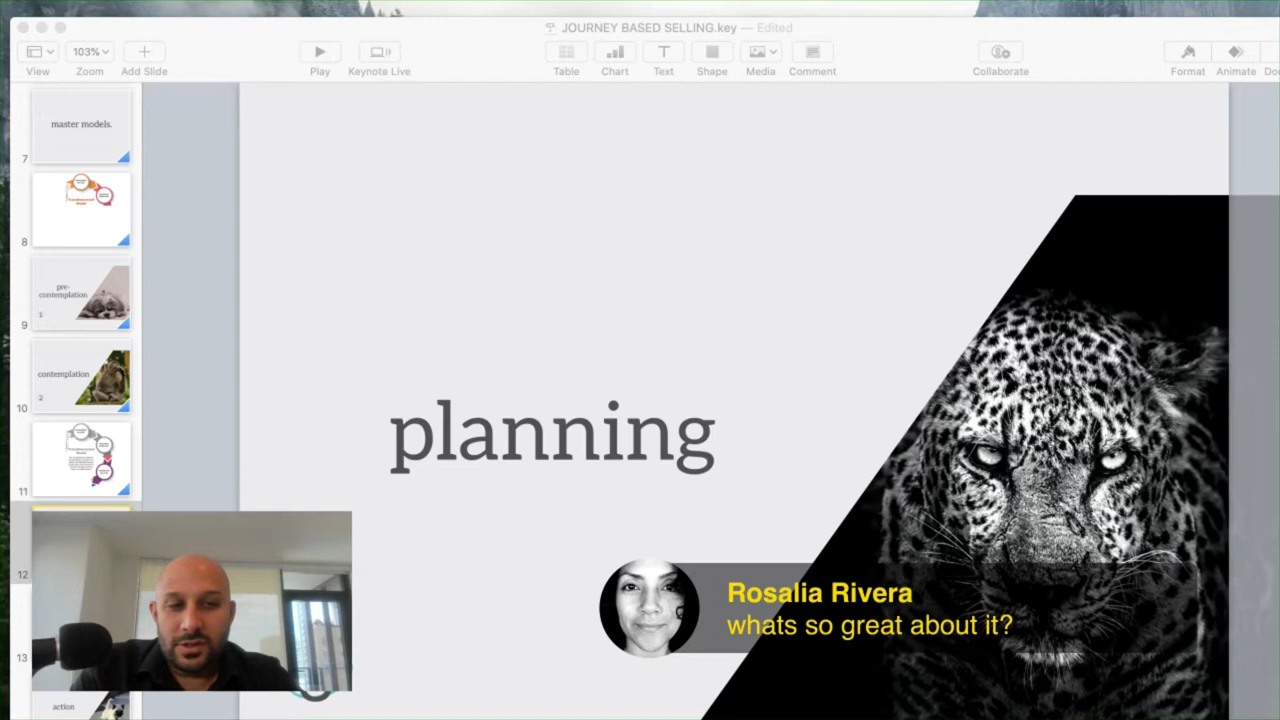 JOURNEY BASED SELLING.key — Edited
103%
View
Zoom
Add Slide
Play
Keynote Live
Table
Chart
Text
Shape
Media
Comment
Collaborate
Format
Animate
master models.
7
8
pre-
contemplation
1
9
contemplation
2
10
11
12
13
action
planning
Rosalia Rivera
whats so great about it?